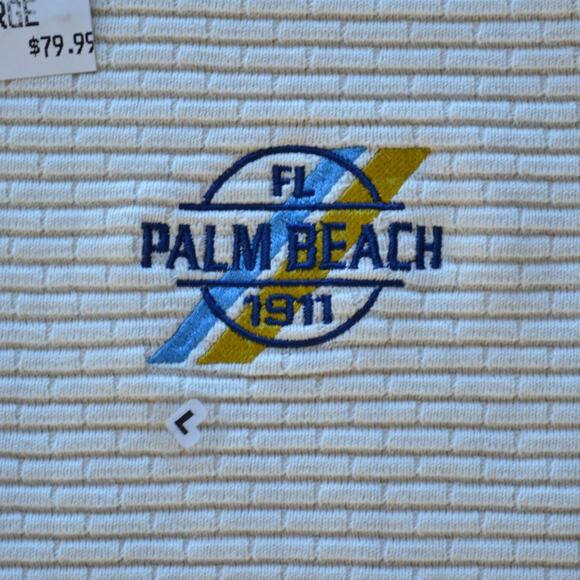 RGE
$79.99
FL
PALM BEACH
1911
L